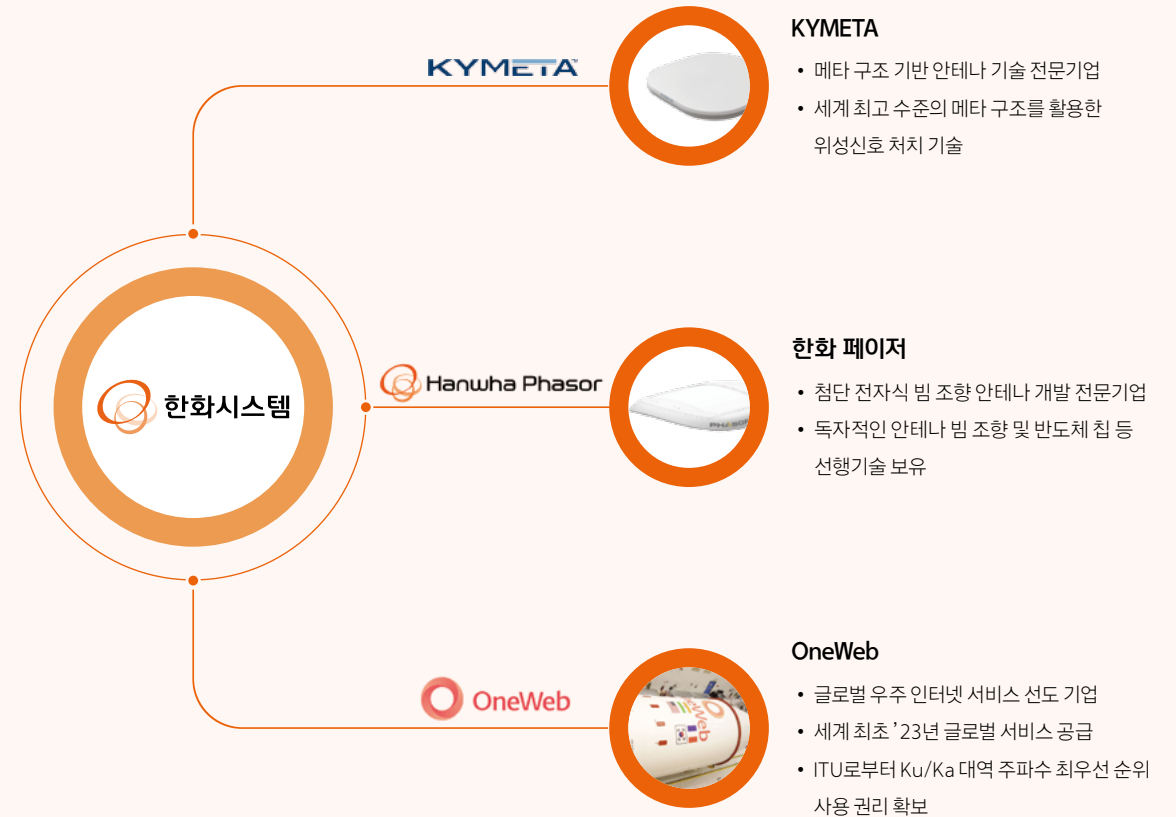 KYMETA
KYMETA
• 메타 구조 기반 안테나 기술 전문기업
• 세계 최고 수준의 메타 구조를 활용한
위성신호 처치 기술
한화시스템
Hanwha Phasor
한화 페이저
• 첨단 전자식 빔 조향 안테나 개발 전문기업
• 독자적인 안테나 빔 조향 및 반도체 칩 등
선행기술 보유
OneWeb
OneWeb
OneWeb
• 글로벌 우주 인터넷 서비스 선도 기업
• 세계 최초 ’23년 글로벌 서비스 공급
• ITU로부터 Ku/Ka 대역 주파수 최우선 순위
사용 권리 확보